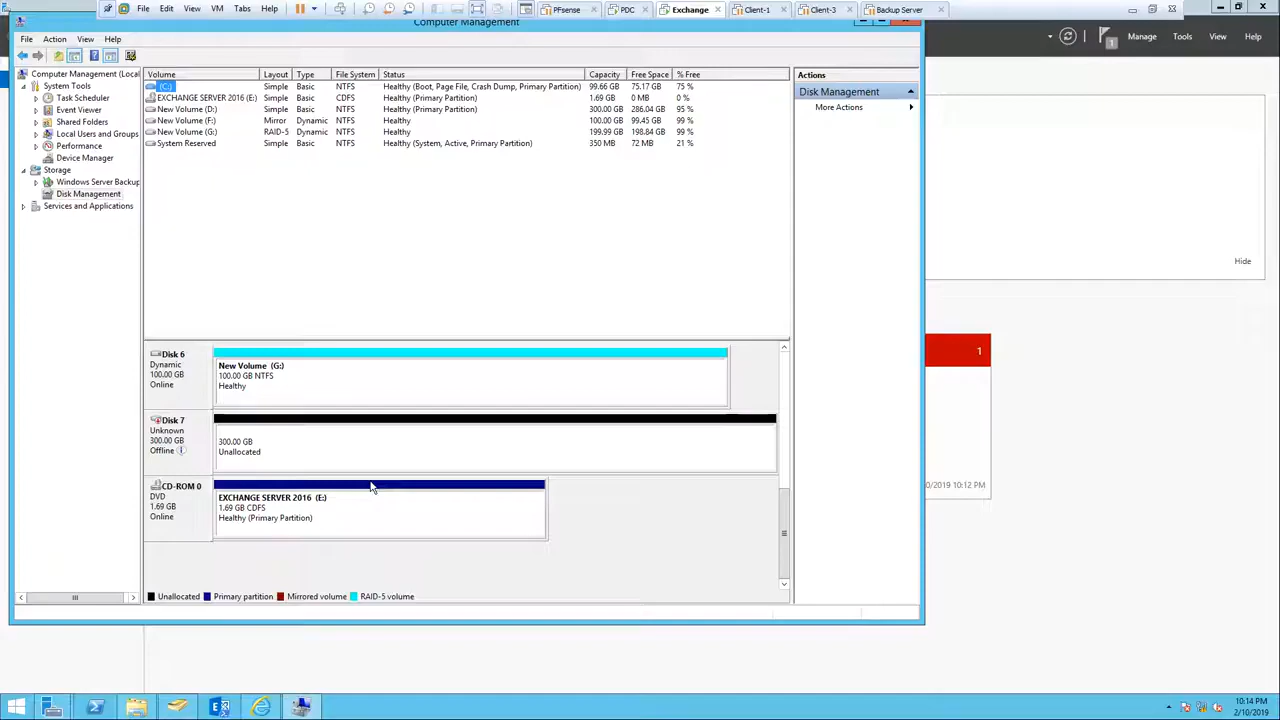 File Edit View VM Tabs Help
PFsense PDC Exchange Client-1 Client-3 Backup Server
Computer Management
File Action View Help
Manage Tools View Help
1
Computer Management (Local
System Tools
Task Scheduler
Event Viewer
Shared Folders
Local Users and Groups
Performance
Device Manager
Storage
Windows Server Backup
Disk Management
Services and Applications
Volume Layout Type File System Status Capacity Free Space % Free
(C:) Simple Basic NTFS Healthy (Boot, Page File, Crash Dump, Primary Partition) 99.66 GB 75.17 GB 75 %
EXCHANGE SERVER 2016 (E:) Simple Basic CDFS Healthy (Primary Partition) 1.69 GB 0 MB 0 %
New Volume (D:) Simple Basic NTFS Healthy (Primary Partition) 300.00 GB 286.04 GB 95 %
New Volume (F:) Mirror Dynamic NTFS Healthy 100.00 GB 99.45 GB 99 %
New Volume (G:) RAID-5 Dynamic NTFS Healthy 199.99 GB 198.84 GB 99 %
System Reserved Simple Basic NTFS Healthy (System, Active, Primary Partition) 350 MB 72 MB 21 %
Actions
Disk Management
More Actions
Hide
1
0/2019 10:12 PM
Disk 6
Dynamic
100.00 GB
Online
New Volume (G:)
100.00 GB NTFS
Healthy
Disk 7
Unknown
300.00 GB
Offline
300.00 GB
Unallocated
CD-ROM 0
DVD
1.69 GB
Online
EXCHANGE SERVER 2016 (E:)
1.69 GB CDFS
Healthy (Primary Partition)
Unallocated Primary partition Mirrored volume RAID-5 volume
10:14 PM
2/10/2019